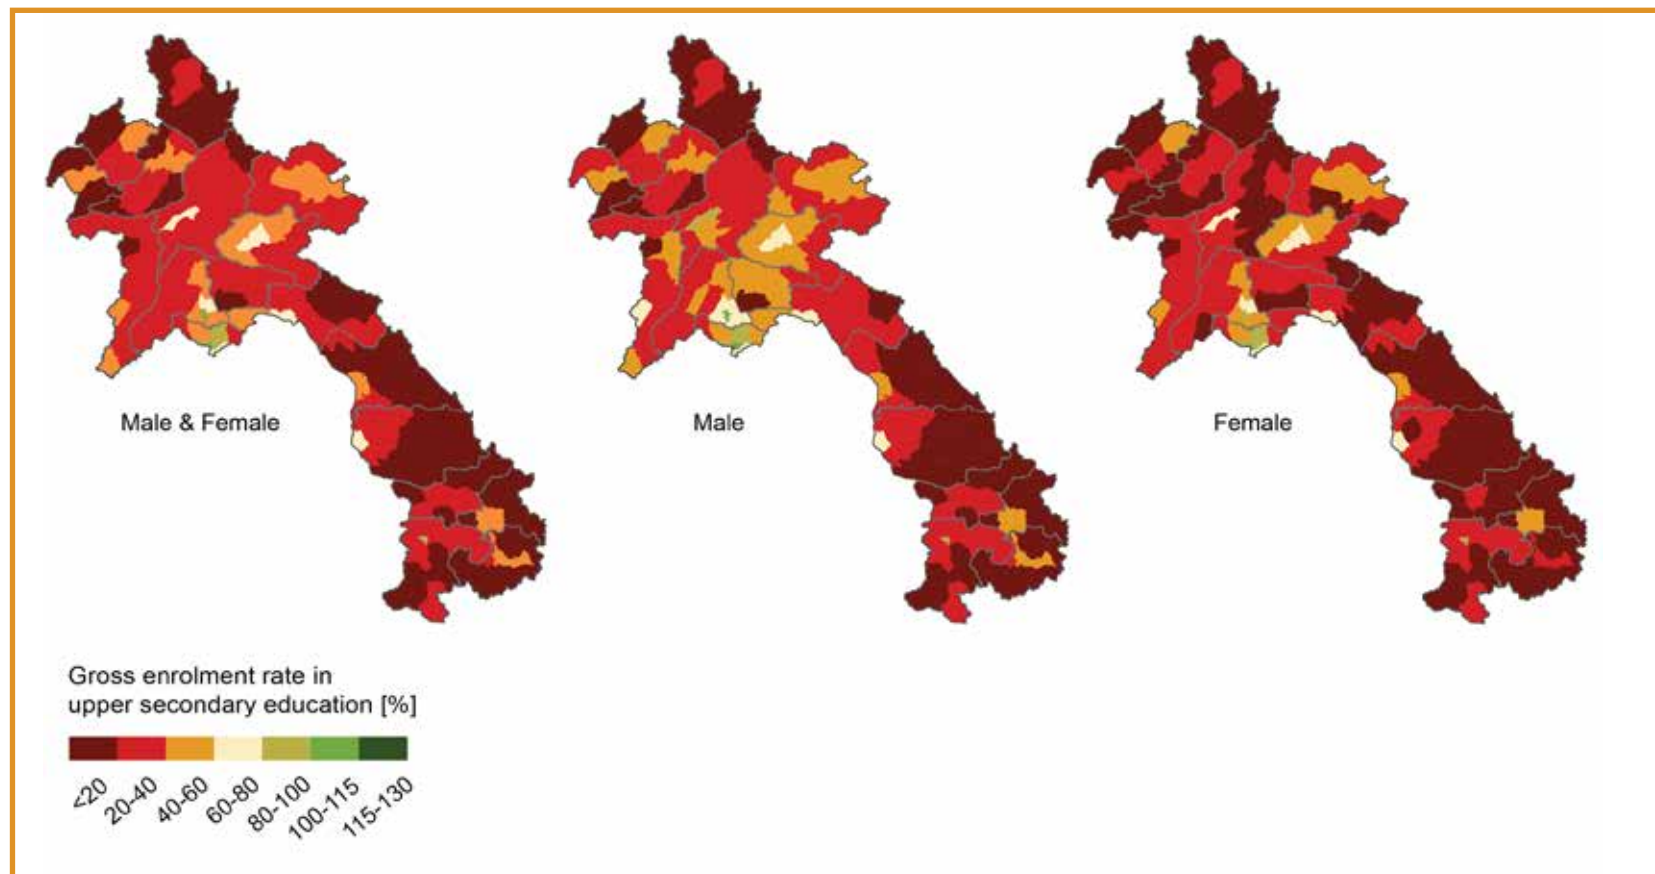 Male & Female
Male
Female
Gross enrolment rate in
upper secondary education [%]
<20
20-40
40-60
60-80
80-100
100-115
115-130